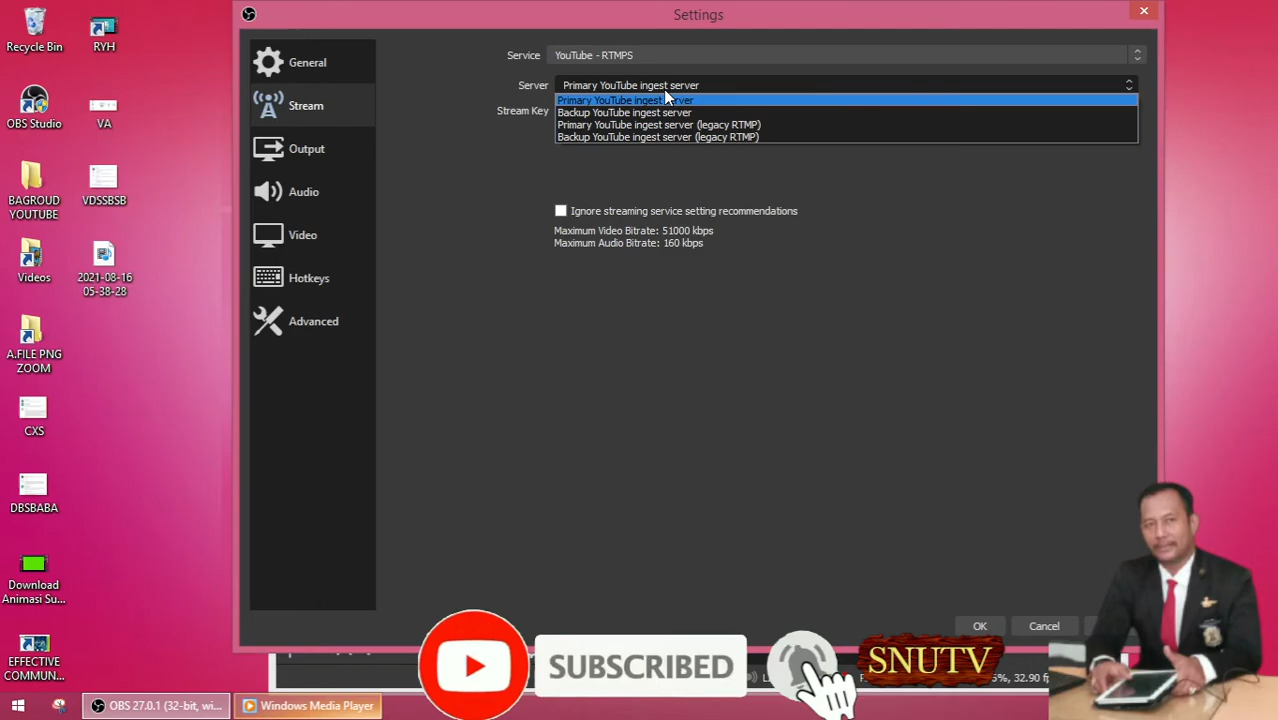 Settings
Recycle Bin
RYH
OBS Studio
VA
BAGROUD
YOUTUBE
VDSSBSB
Videos
2021-08-16
05-38-28
A.FILE PNG
ZOOM
CXS
DBSBABA
Download
Animasi Su...
EFFECTIVE
COMMUN...
General
Stream
Output
Audio
Video
Hotkeys
Advanced
Service
YouTube - RTMPS
Server
Primary YouTube ingest server
Primary YouTube ingest server
Backup YouTube ingest server
Primary YouTube ingest server (legacy RTMP)
Backup YouTube ingest server (legacy RTMP)
Stream Key
Ignore streaming service setting recommendations
Maximum Video Bitrate: 51000 kbps
Maximum Audio Bitrate: 160 kbps
OK
Cancel
SUBSCRIBED
SNUTV
32.90 fp
OBS 27.0.1 (32-bit, wi...
Windows Media Player